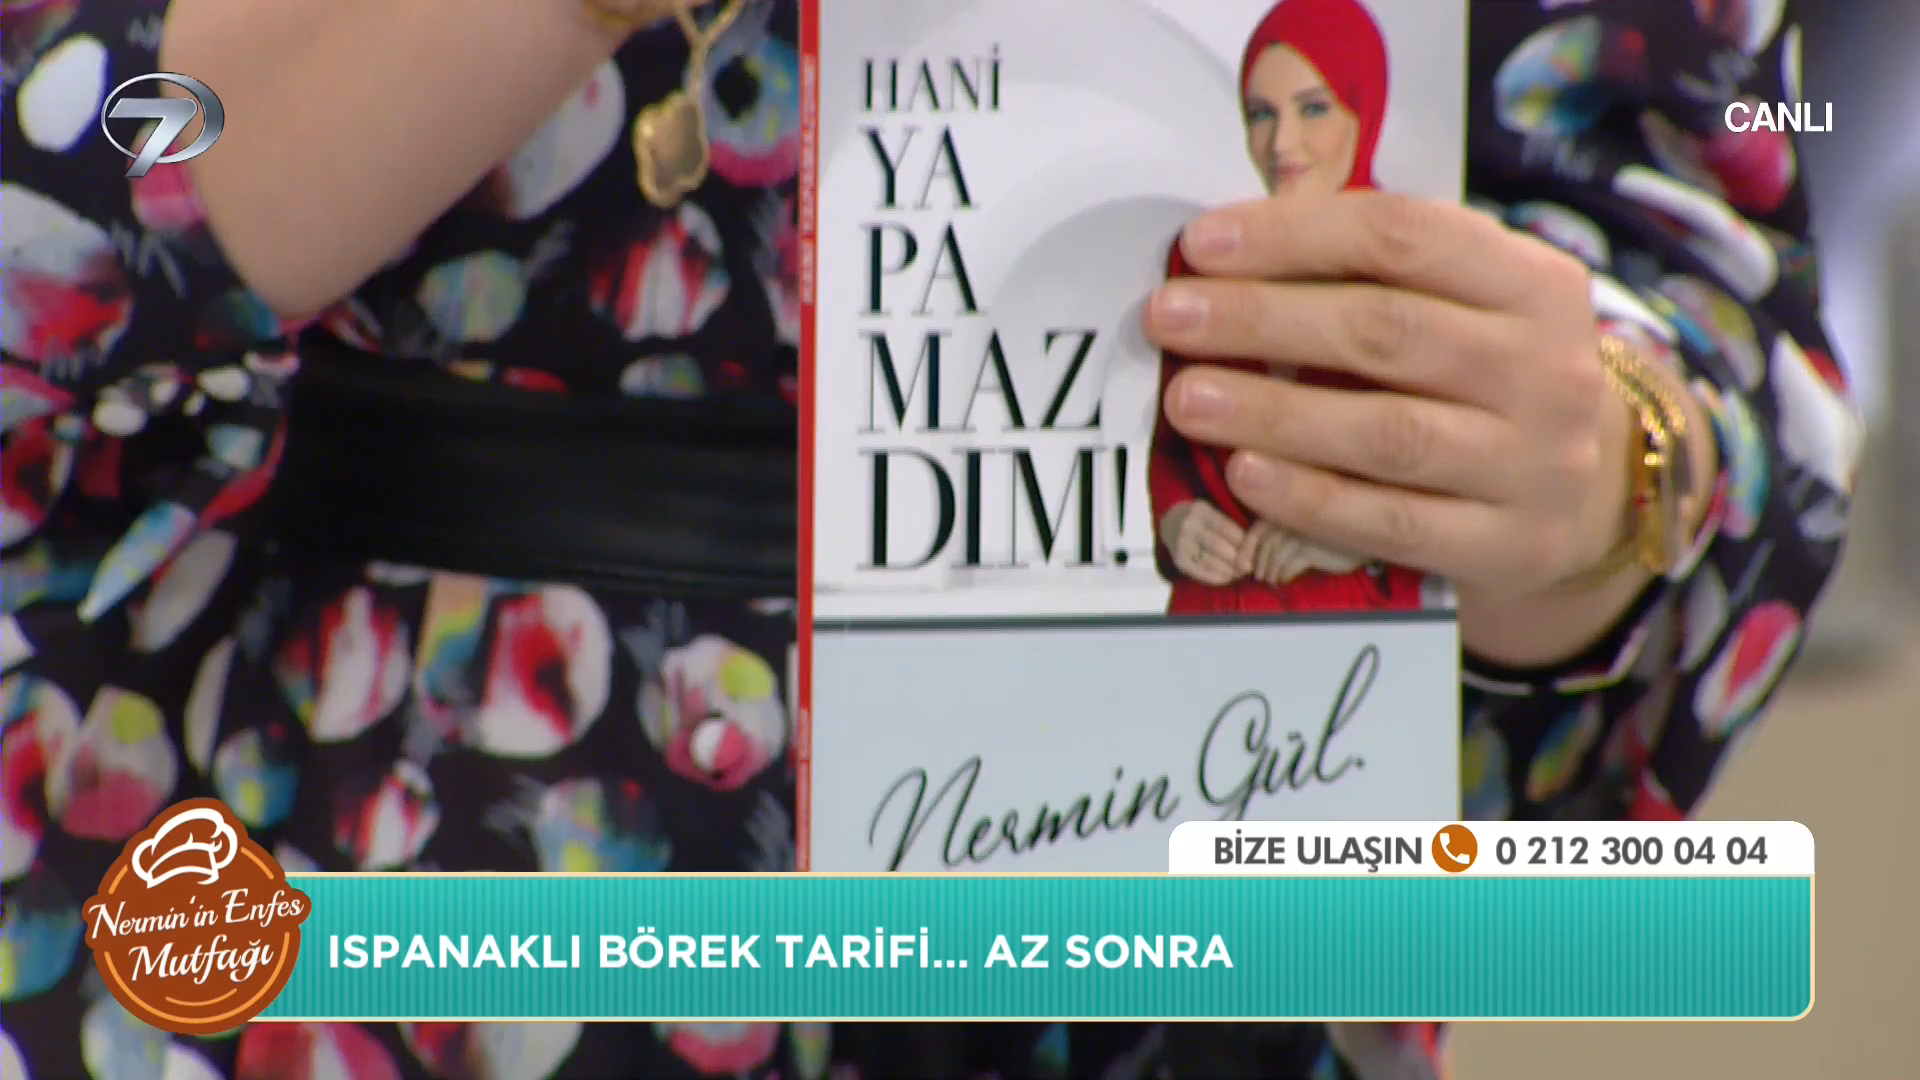 7
CANLI
HANİ
YA
PA
MAZ
DIM!
Nermin Gül.
BİZE ULAŞIN 0 212 300 04 04
Nermin'in Enfes
Mutfağı
ISPANAKLI BÖREK TARİFİ... AZ SONRA